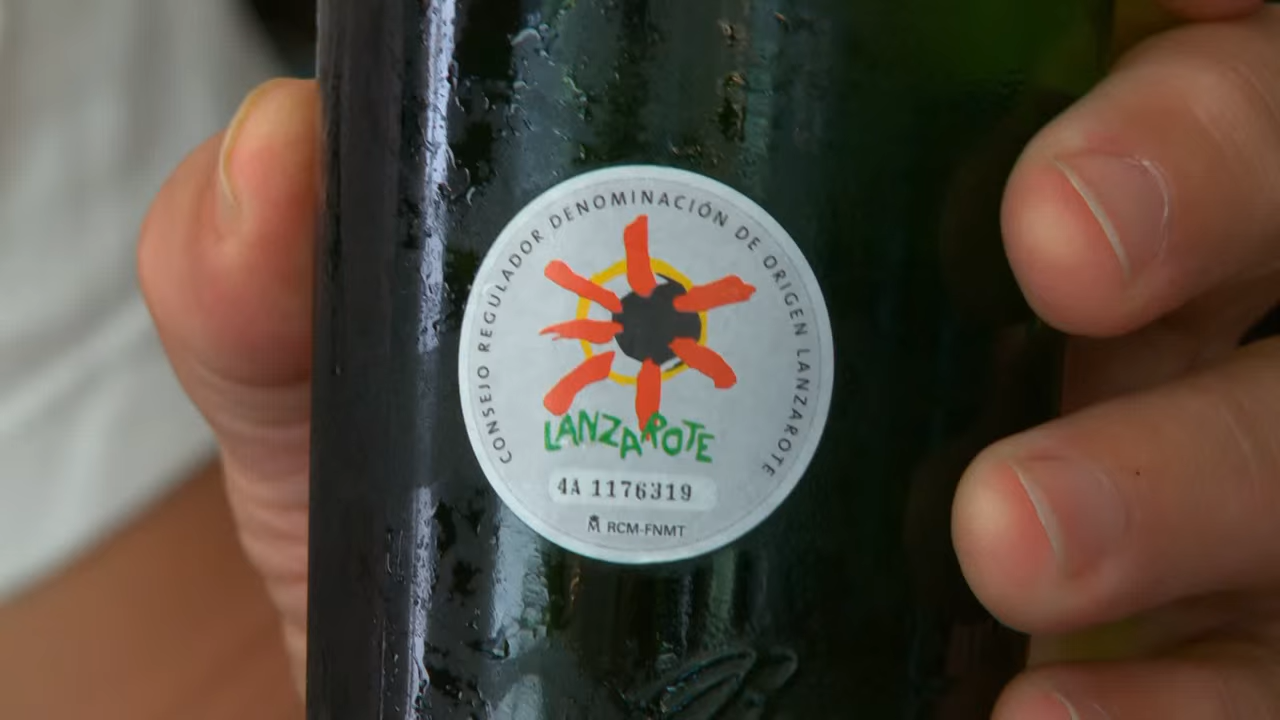 CONSEJO REGULADOR DENOMINACIÓN DE ORIGEN LANZAROTE
LANZAROTE
4A 1176319
RCM-FNMT